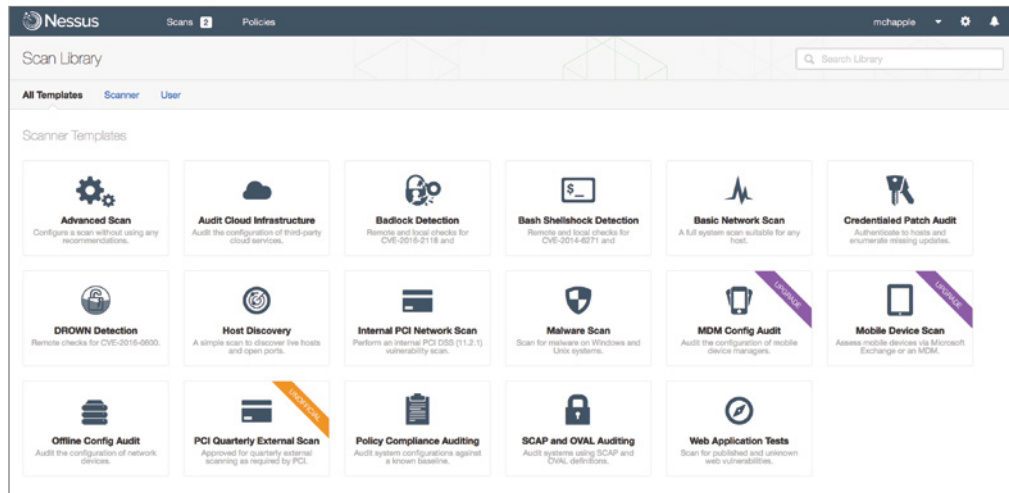 Nessus Scans 2 Policies mchapple
Scan Library Search Library
All Templates Scanner User
Scanner Templates
Advanced Scan
Configure a scan without using any
recommendations.
Audit Cloud Infrastructure
Audit the configuration of third-party
cloud services.
Badlock Detection
Remote and local checks for
CVE-2016-2118 and
Bash Shellshock Detection
Remote and local checks for
CVE-2014-6271 and
Basic Network Scan
A full system scan suitable for any
host.
Credentialed Patch Audit
Authenticate to hosts and
enumerate missing updates.
DROWN Detection
Remote checks for CVE-2016-0800.
Host Discovery
A simple scan to discover live hosts
and open ports.
Internal PCI Network Scan
Perform an internal PCI DSS (11.2.1)
vulnerability scan.
Malware Scan
Scan for malware on Windows and
Unix systems.
UPGRADE
MDM Config Audit
Audit the configuration of mobile
device managers.
UPGRADE
Mobile Device Scan
Assess mobile devices via Microsoft
Exchange or an MDM.
Offline Config Audit
Audit the configuration of network
devices.
UNOFFICIAL
PCI Quarterly External Scan
Approved for quarterly external
scanning as required by PCI.
Policy Compliance Auditing
Audit system configurations against
a known baseline.
SCAP and OVAL Auditing
Audit systems using SCAP and
OVAL definitions.
Web Application Tests
Scan for published and unknown
web vulnerabilities.
$_